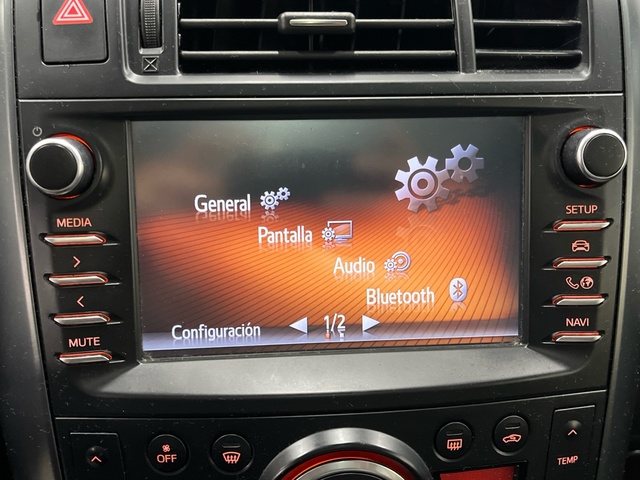 MEDIA
MUTE
General
Pantalla
Audio
Bluetooth
Configuración
1/2
SETUP
NAVI
OFF
TEMP